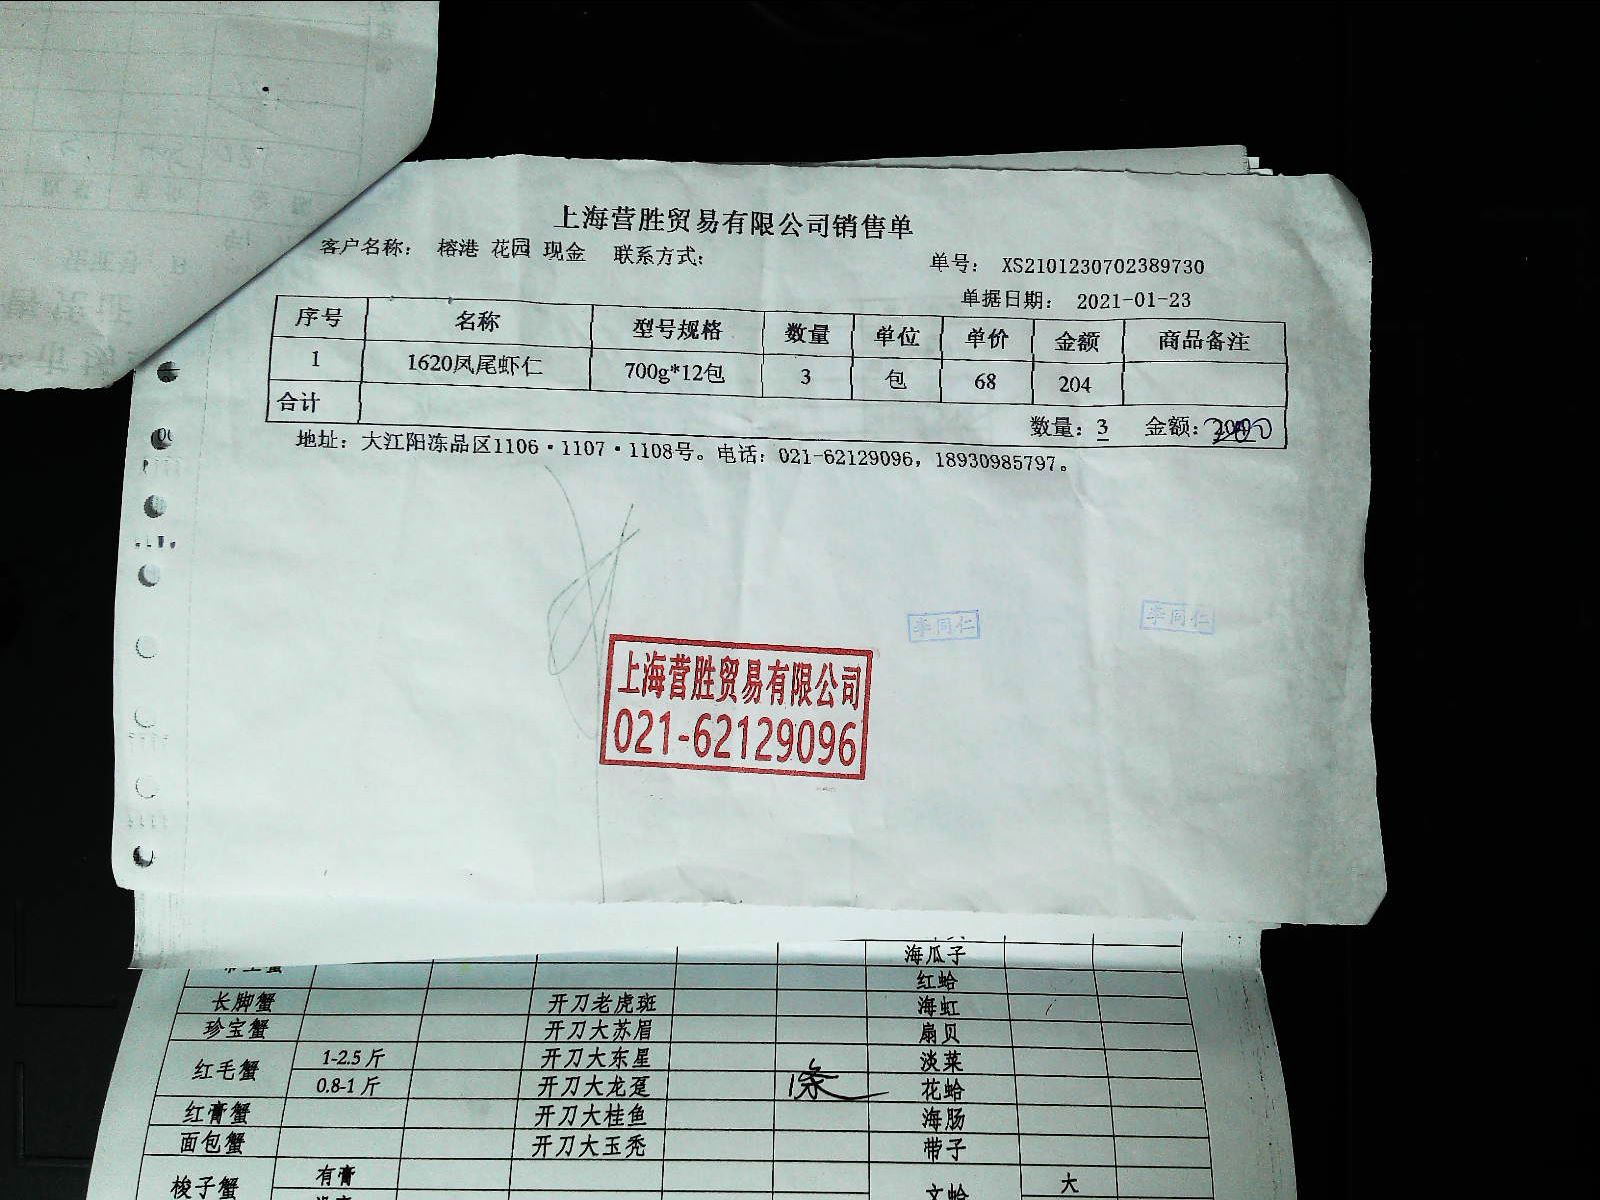 上海营胜贸易有限公司销售单
客户名称： 榕港 花园 现金 联系方式: 单号： XS2101230702389730
单据日期： 2021-01-23
序号 名称 型号规格 数量 单位 单价 金额 商品备注
1 1620凤尾虾仁 700g*12包 3 包 68 204
合计 数量: 3 金额:
地址：大江阳冻品区1106·1107·1108号。电话：021-62129096，18930985797。
李同仁 李同仁
上海营胜贸易有限公司
021-62129096
海瓜子
红蛤
长脚蟹 开刀老虎斑 海虹
珍宝蟹 开刀大苏眉 扇贝
红毛蟹 1-2.5 斤 开刀大东星 淡菜
0.8-1 斤 开刀大龙趸 1条 花蛤
红膏蟹 开刀大桂鱼 海肠
面包蟹 开刀大玉秃 带子
梭子蟹 有膏 文蛤 大